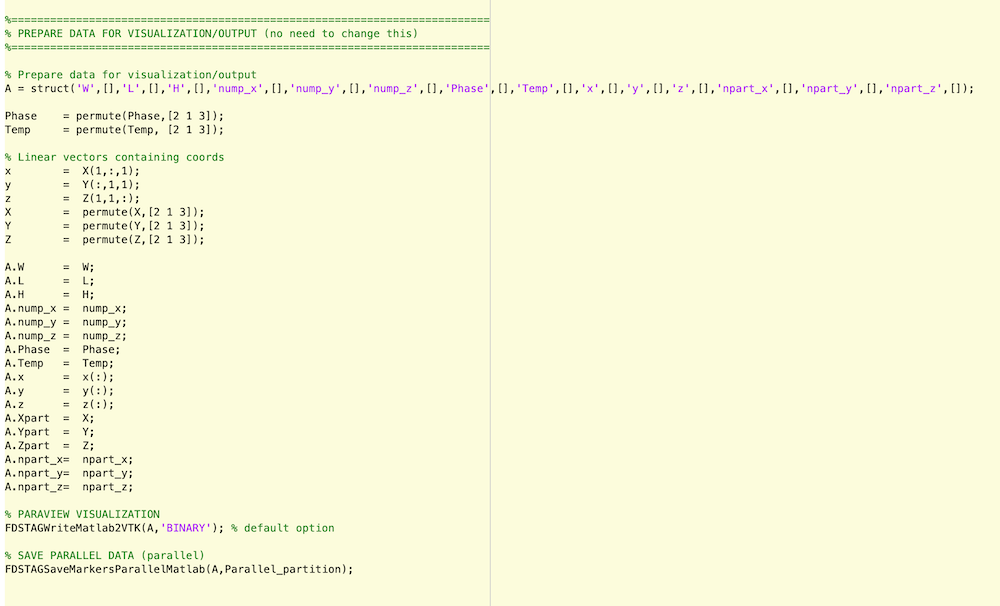 %==========================================================================
% PREPARE DATA FOR VISUALIZATION/OUTPUT (no need to change this)
%==========================================================================
% Prepare data for visualization/output
A = struct('W',[],'L',[],'H',[],'nump_x',[],'nump_y',[],'nump_z',[],'Phase',[],'Temp',[],'x',[],'y',[],'z',[],'npart_x',[],'npart_y',[],'npart_z',[]);
Phase    = permute(Phase,[2 1 3]);
Temp     = permute(Temp, [2 1 3]);
% Linear vectors containing coords
x        =  X(1,:,1);
y        =  Y(:,1,1);
z        =  Z(1,1,:);
X        =  permute(X,[2 1 3]);
Y        =  permute(Y,[2 1 3]);
Z        =  permute(Z,[2 1 3]);
A.W      =  W;
A.L      =  L;
A.H      =  H;
A.nump_x =  nump_x;
A.nump_y =  nump_y;
A.nump_z =  nump_z;
A.Phase  =  Phase;
A.Temp   =  Temp;
A.x      =  x(:);
A.y      =  y(:);
A.z      =  z(:);
A.Xpart  =  X;
A.Ypart  =  Y;
A.Zpart  =  Z;
A.npart_x=  npart_x;
A.npart_y=  npart_y;
A.npart_z=  npart_z;
% PARAVIEW VISUALIZATION
FDSTAGWriteMatlab2VTK(A,'BINARY'); % default option
% SAVE PARALLEL DATA (parallel)
FDSTAGSaveMarkersParallelMatlab(A,Parallel_partition);